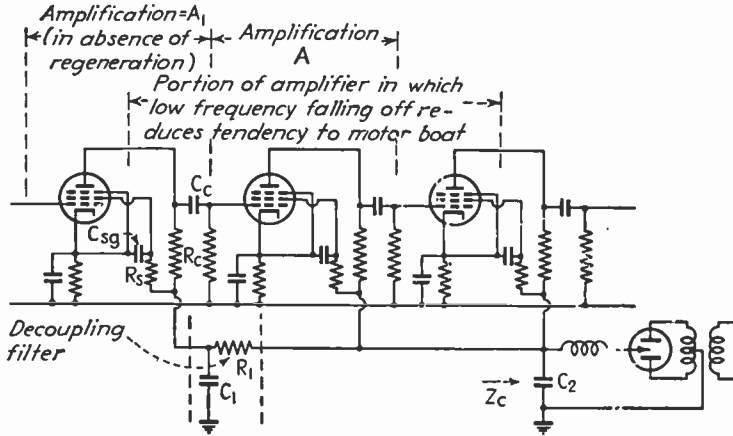 Amplification=A₁
(in absence of
regeneration)
Amplification
A
Portion of amplifier in which
low frequency falling off re-
duces tendency to motor boat
Cc
Csg
Rs
Rc
Decoupling
filter
R₁
C₁
Zc
C₂